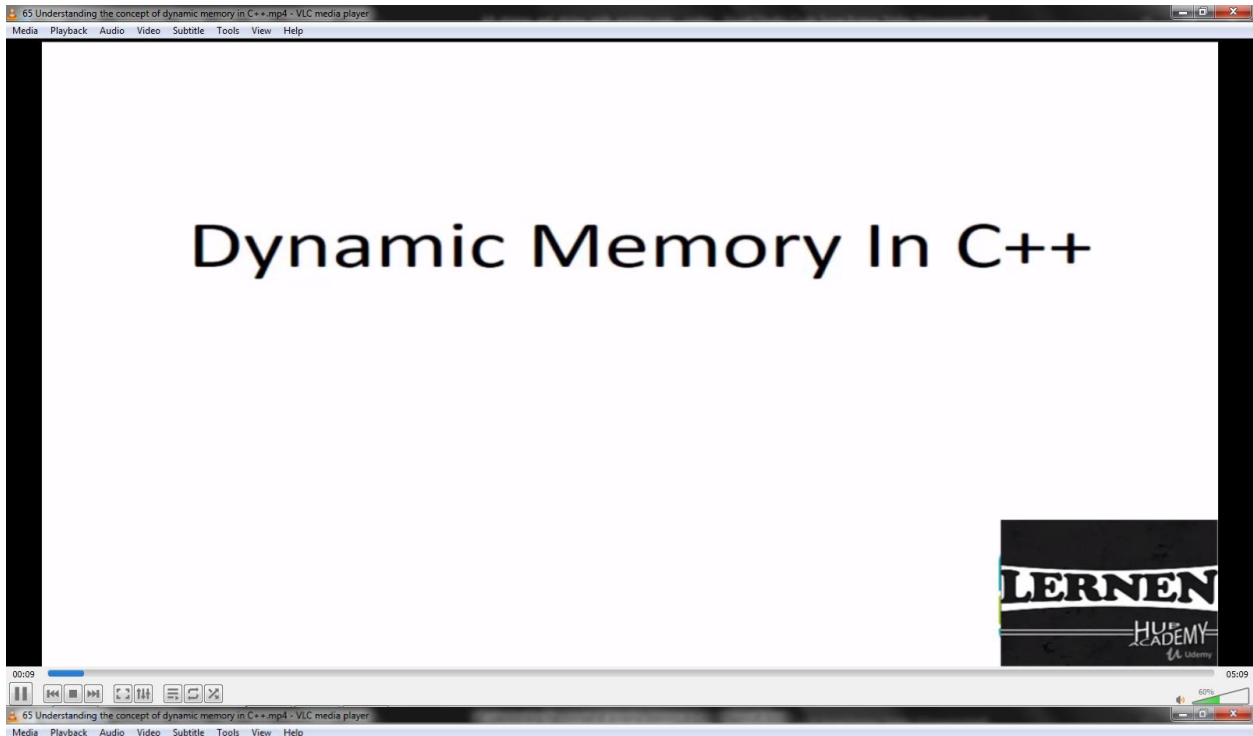 65 Understanding the concept of dynamic memory in C++.mp4 - VLC media player
Media Playback Audio Video Subtitle Tools View Help
Dynamic Memory In C++
LERNEN
HUB
ACADEMY
Udemy
00:09
05:09
60%
65 Understanding the concept of dynamic memory in C++.mp4 - VLC media player
Media Playback Audio Video Subtitle Tools View Help